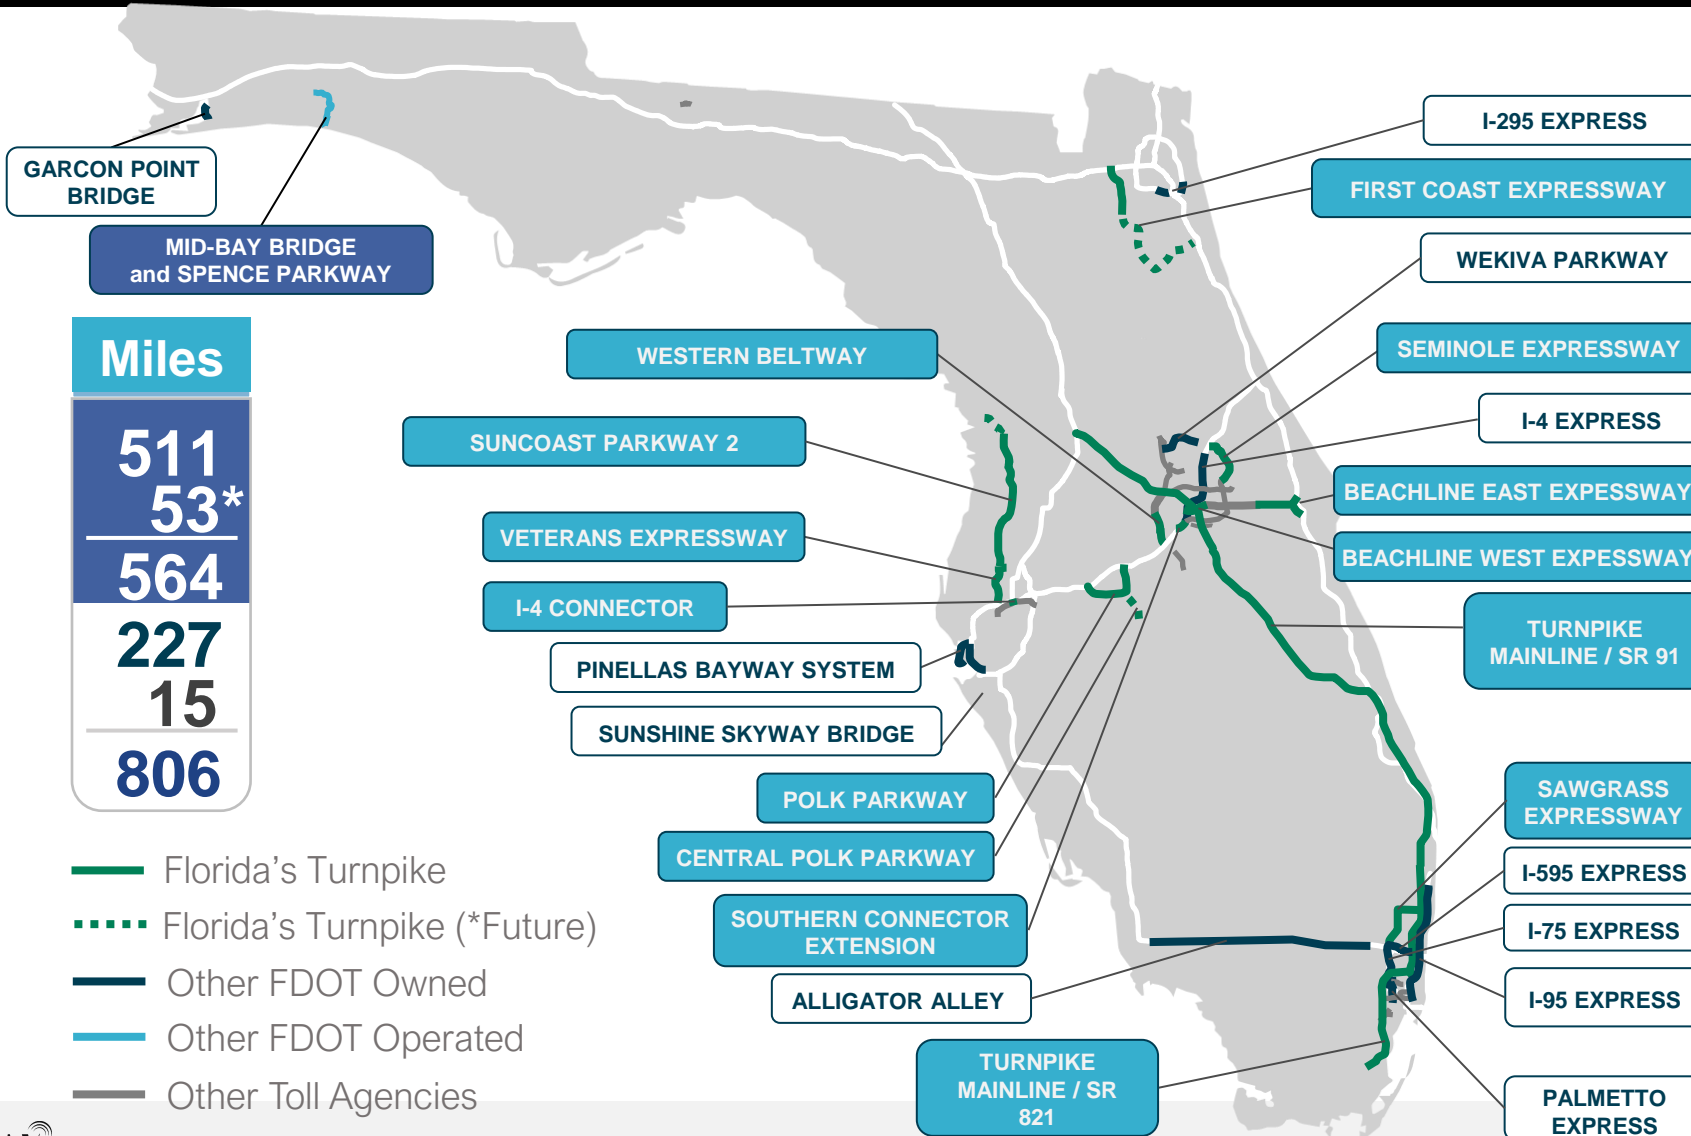 GARCON POINT
BRIDGE
MID-BAY BRIDGE
and SPENCE PARKWAY
Miles
511
53*
564
227
15
806
Florida's Turnpike
Florida's Turnpike (*Future)
Other FDOT Owned
Other FDOT Operated
Other Toll Agencies
WESTERN BELTWAY
SUNCOAST PARKWAY 2
VETERANS EXPRESSWAY
I-4 CONNECTOR
PINELLAS BAYWAY SYSTEM
SUNSHINE SKYWAY BRIDGE
POLK PARKWAY
CENTRAL POLK PARKWAY
SOUTHERN CONNECTOR
EXTENSION
ALLIGATOR ALLEY
TURNPIKE
MAINLINE / SR
821
I-295 EXPRESS
FIRST COAST EXPRESSWAY
WEKIVA PARKWAY
SEMINOLE EXPRESSWAY
I-4 EXPRESS
BEACHLINE EAST EXPESSWAY
BEACHLINE WEST EXPESSWAY
TURNPIKE
MAINLINE / SR 91
SAWGRASS
EXPRESSWAY
I-595 EXPRESS
I-75 EXPRESS
I-95 EXPRESS
PALMETTO
EXPRESS